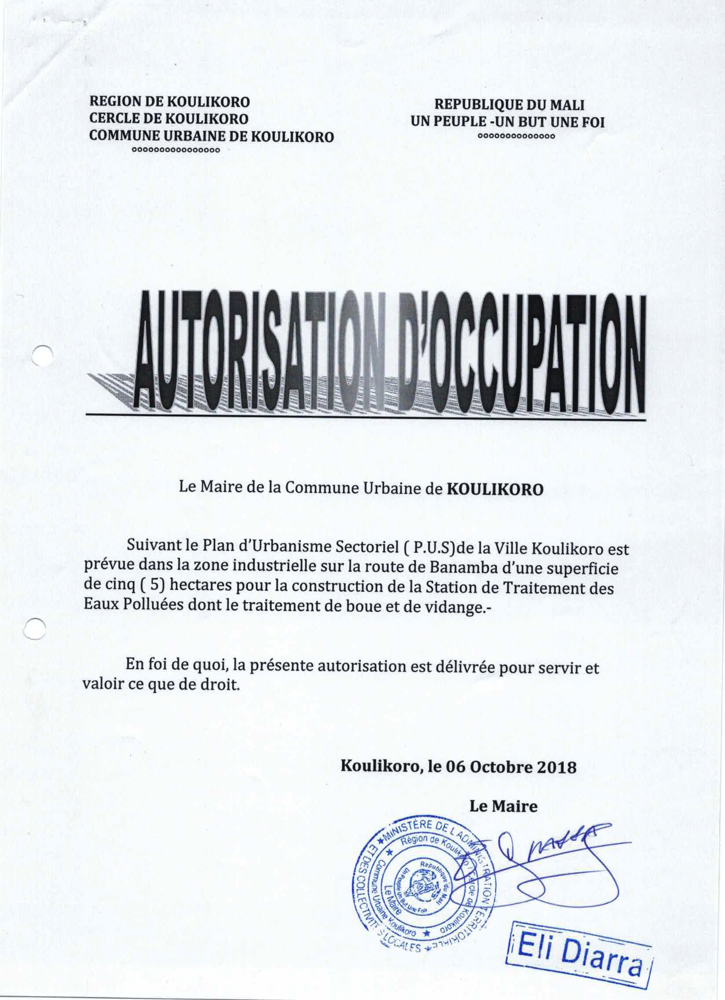 REGION DE KOULIKORO
CERCLE DE KOULIKORO
COMMUNE URBAINE DE KOULIKORO
oooooooooooooooo
REPUBLIQUE DU MALI
UN PEUPLE -UN BUT UNE FOI
oooooooooooooo
AUTORISATION D'OCCUPATION
Le Maire de la Commune Urbaine de KOULIKORO
Suivant le Plan d'Urbanisme Sectoriel ( P.U.S)de la Ville Koulikoro est
prévue dans la zone industrielle sur la route de Banamba d'une superficie
de cinq ( 5) hectares pour la construction de la Station de Traitement des
Eaux Polluées dont le traitement de boue et de vidange.-
En foi de quoi, la présente autorisation est délivrée pour servir et
valoir ce que de droit.
Koulikoro, le 06 Octobre 2018
Le Maire
★MINISTÈRE DE L'ADMINISTRATION TERRITORIALE★
ET DES COLLECTIVITES LOCALES
★ Région de Koulikoro / Cercle de Koulikoro
★ Commune Urbaine Koulikoro
Le Maire
Republique du Mali
Un Peuple Un But Une Foi
Eli Diarra